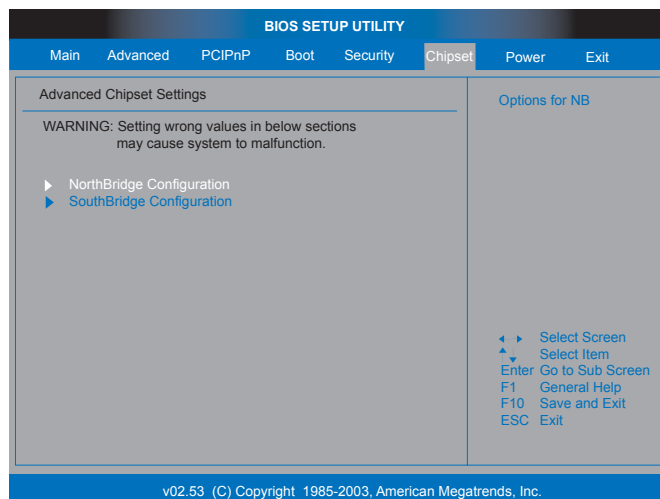 BIOS SETUP UTILITY
Main Advanced PCIPnP Boot Security Chipset Power Exit
Advanced Chipset Settings
WARNING: Setting wrong values in below sections
may cause system to malfunction.
NorthBridge Configuration
SouthBridge Configuration
Options for NB
Select Screen
Select Item
Enter Go to Sub Screen
F1 General Help
F10 Save and Exit
ESC Exit
v02.53 (C) Copyright 1985-2003, American Megatrends, Inc.